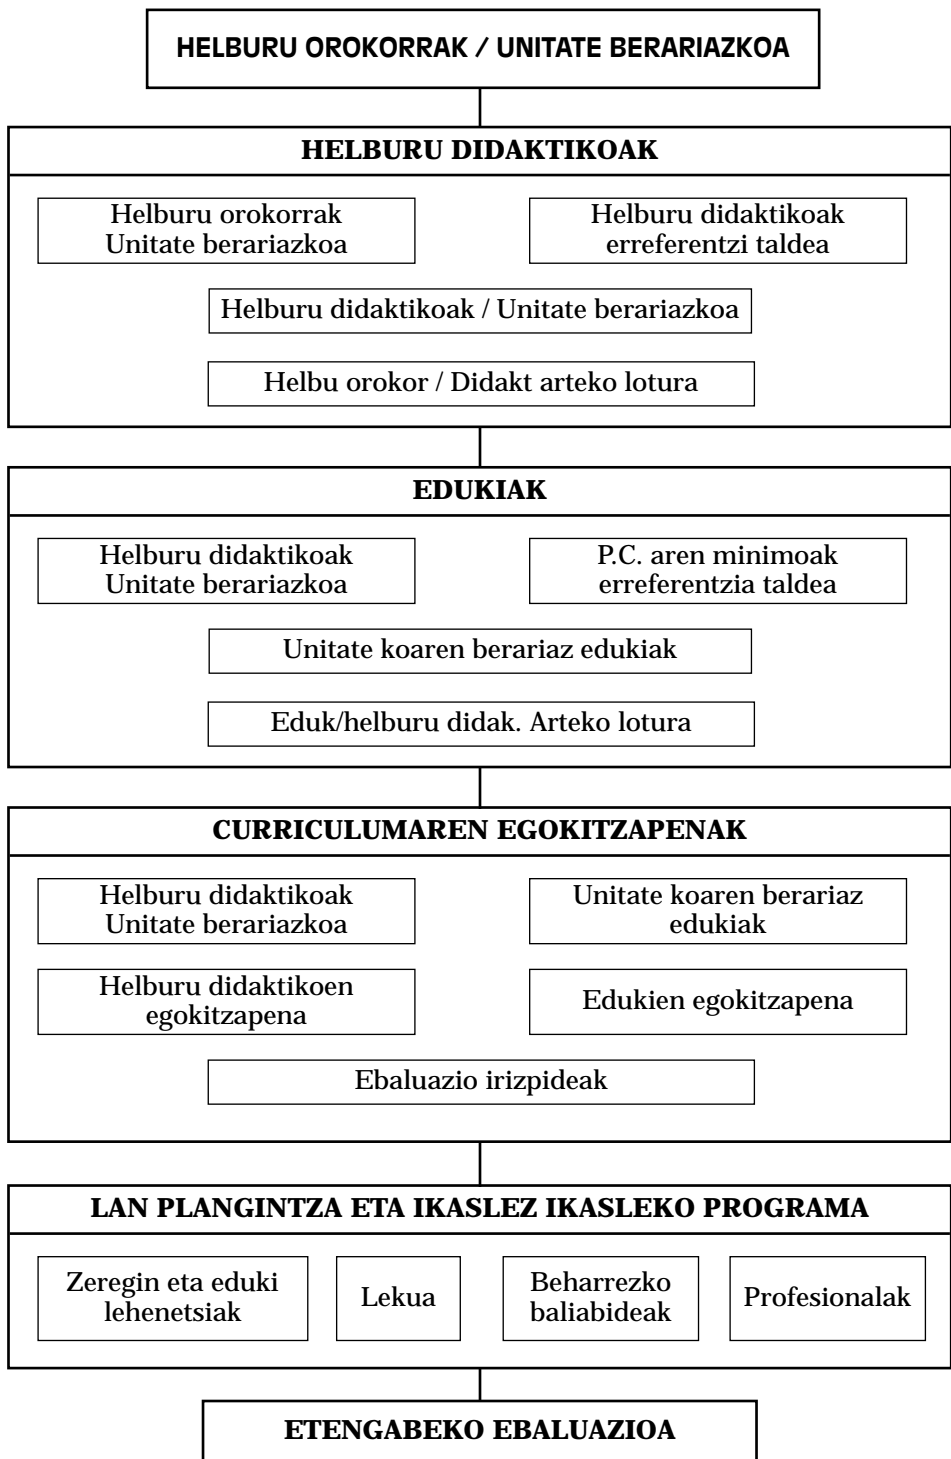 HELBURU OROKORRAK / UNITATE BERARIAZKOA
HELBURU DIDAKTIKOAK
Helburu orokorrak
Unitate berariazkoa
Helburu didaktikoak
erreferentzi taldea
Helburu didaktikoak / Unitate berariazkoa
Helbu orokor / Didakt arteko lotura
EDUKIAK
Helburu didaktikoak
Unitate berariazkoa
P.C. aren minimoak
erreferentzia taldea
Unitate koaren berariaz edukiak
Eduk/helburu didak. Arteko lotura
CURRICULUMAREN EGOKITZAPENAK
Helburu didaktikoak
Unitate berariazkoa
Unitate koaren berariaz
edukiak
Helburu didaktikoen
egokitzapena
Edukien egokitzapena
Ebaluazio irizpideak
LAN PLANGINTZA ETA IKASLEZ IKASLEKO PROGRAMA
Zeregin eta eduki
lehenetsiak
Lekua
Beharrezko
baliabideak
Profesionalak
ETENGABEKO EBALUAZIOA